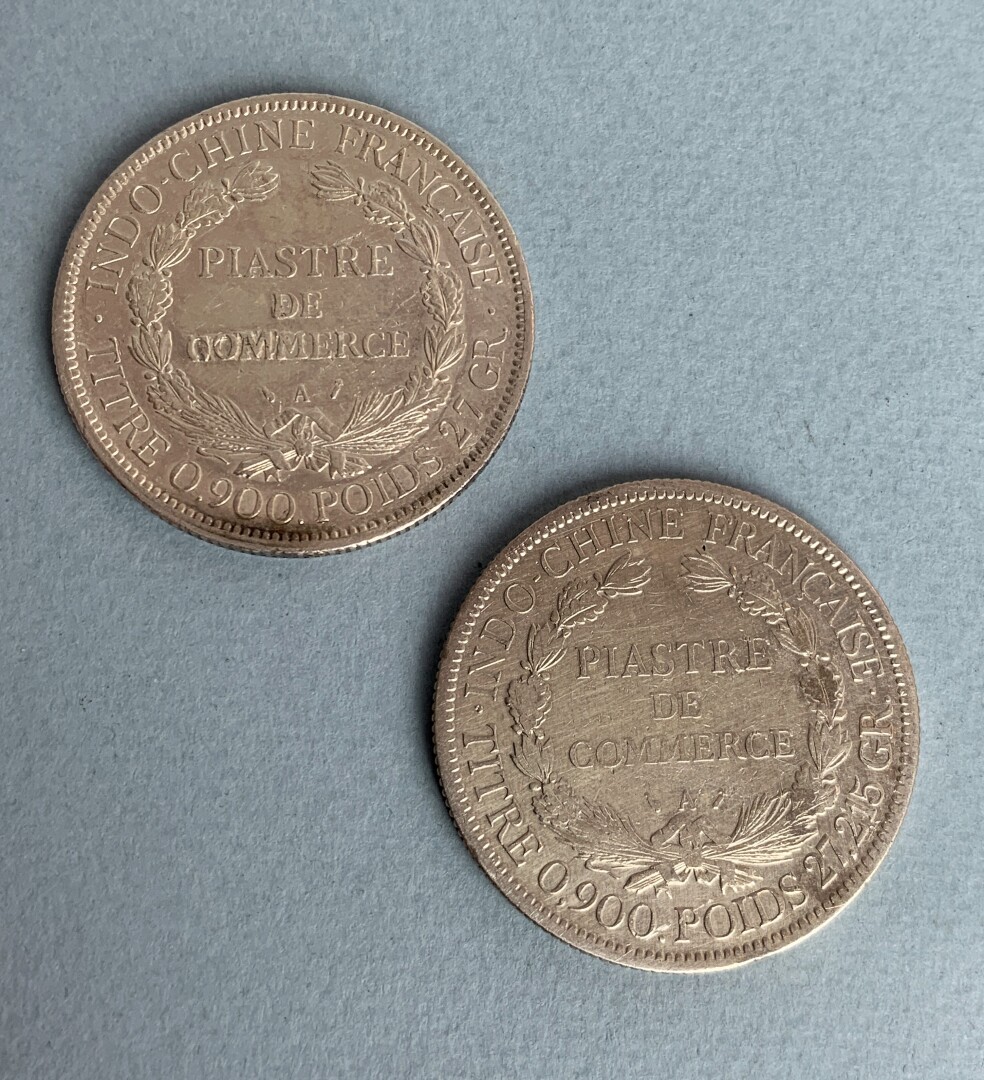 · INDO-CHINE FRANÇAISE ·
PIASTRE
DE
COMMERCE
A
TITRE 0,900. POIDS 27 GR.
· INDO-CHINE FRANÇAISE ·
PIASTRE
DE
COMMERCE
A
TITRE 0,900. POIDS 27,215 GR.